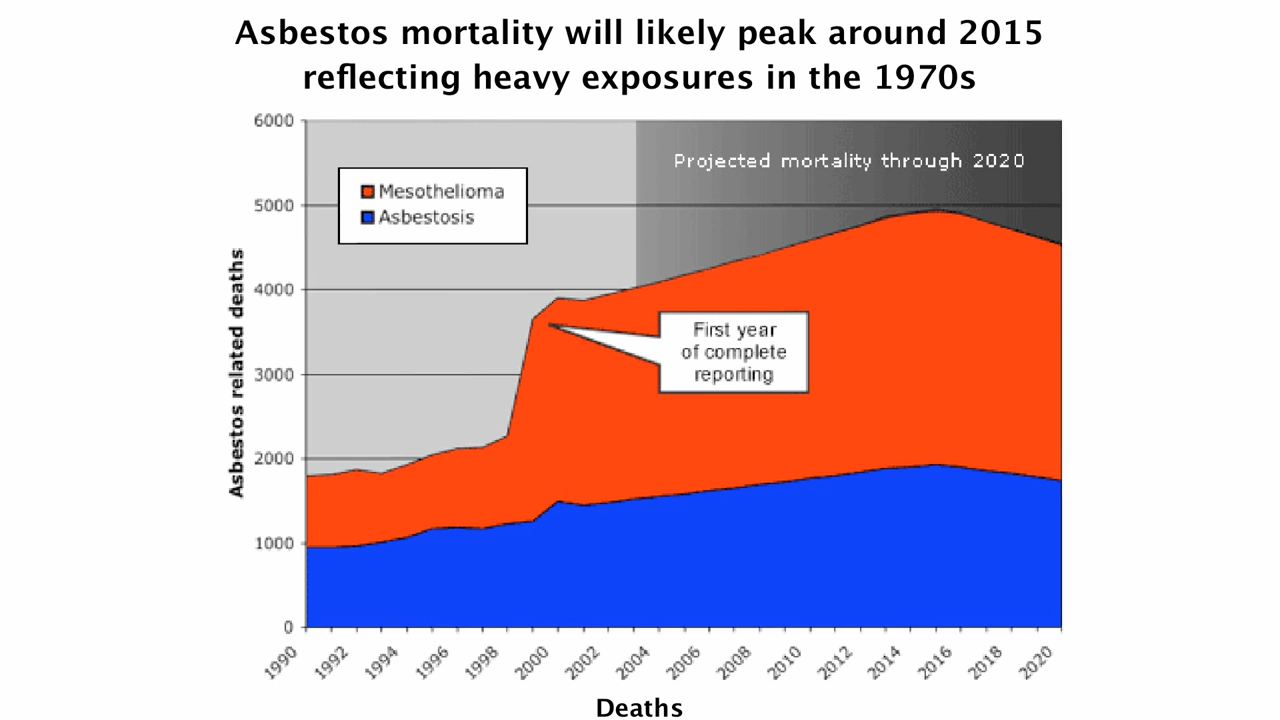 Asbestos mortality will likely peak around 2015
reflecting heavy exposures in the 1970s
6000
Projected mortality through 2020
Mesothelioma
5000
Asbestosis
Asbestos related deaths
4000
First year
of complete
reporting
3000
2000
1000
0
1990
1992
1994
1996
1998
2000
2002
2004
2006
2008
2010
2012
2014
2016
2018
2020
Deaths